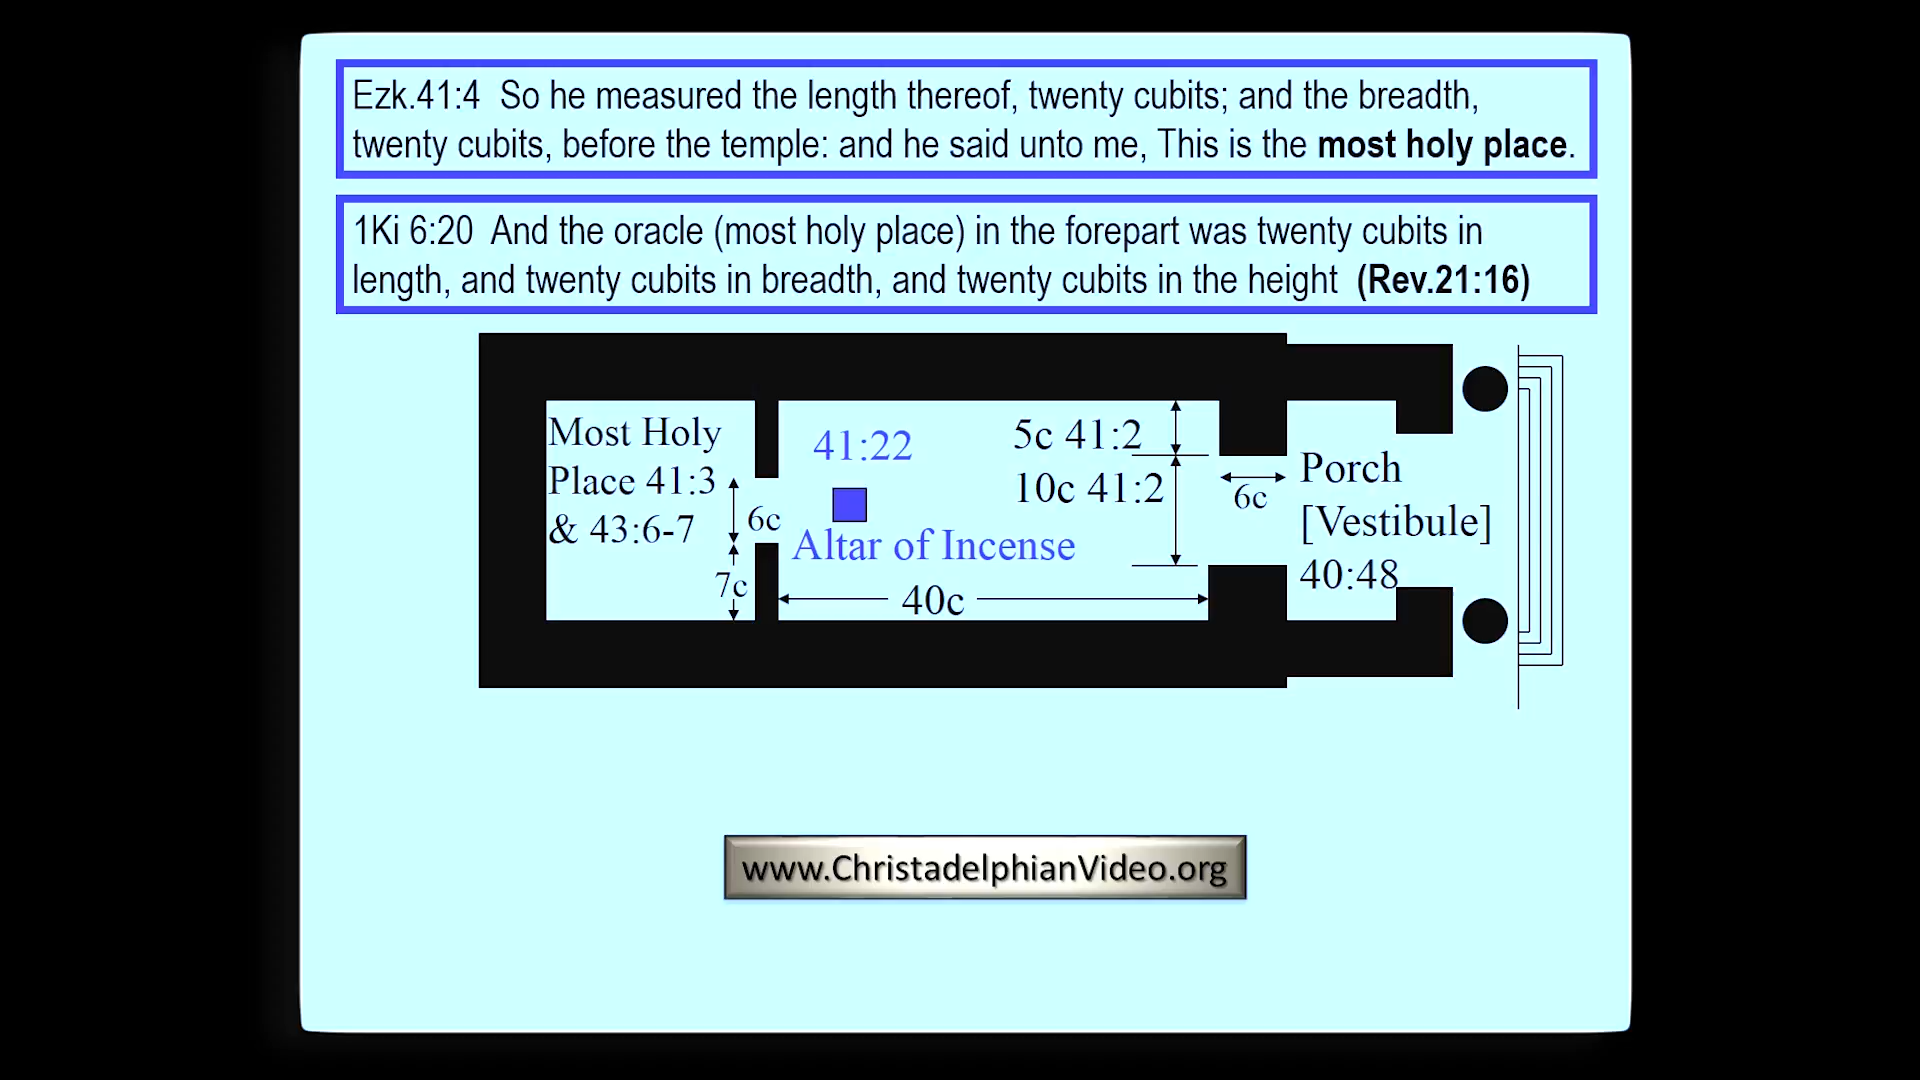 Ezk.41:4  So he measured the length thereof, twenty cubits; and the breadth,
twenty cubits, before the temple: and he said unto me, This is the most holy place.
1Ki 6:20  And the oracle (most holy place) in the forepart was twenty cubits in
length, and twenty cubits in breadth, and twenty cubits in the height  (Rev.21:16)
Most Holy
Place 41:3
& 43:6-7
6c
7c
41:22
Altar of Incense
40c
5c 41:2
10c 41:2
6c
Porch
[Vestibule]
40:48
www.ChristadelphianVideo.org